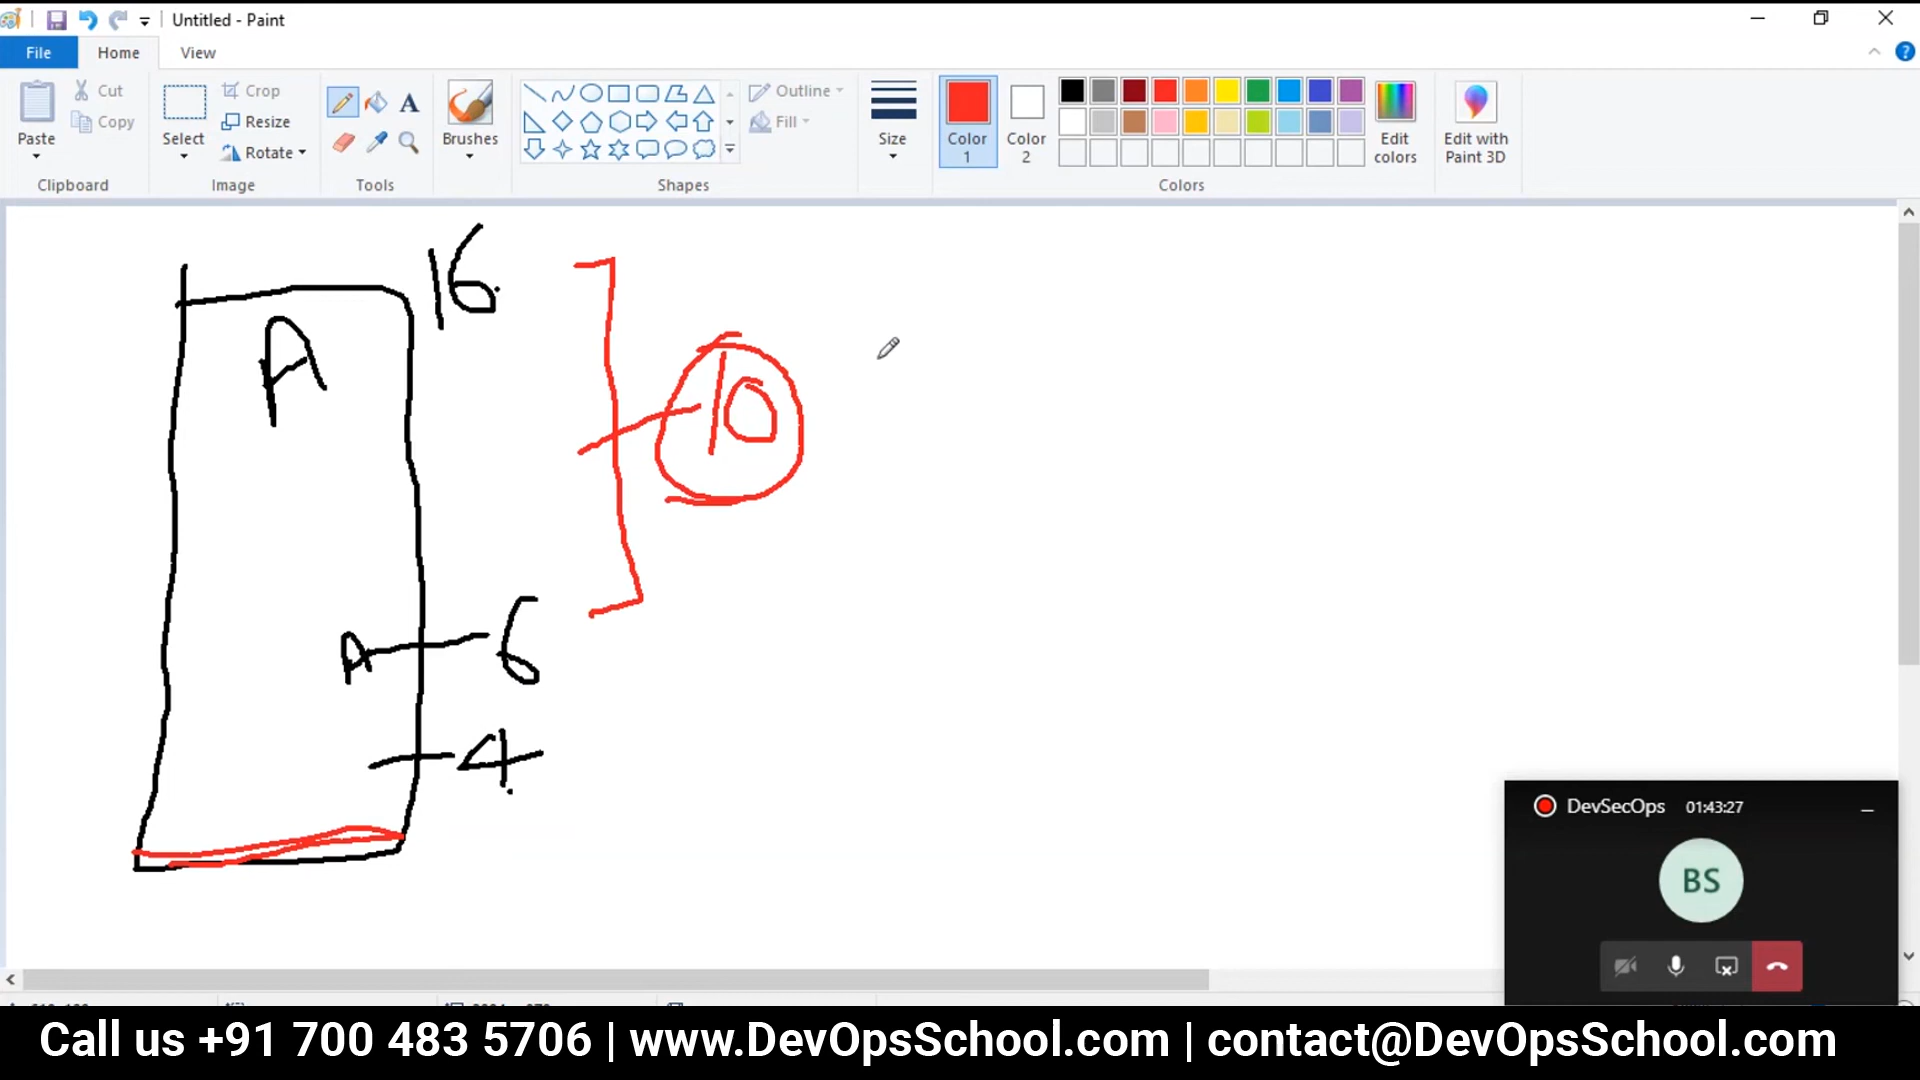 Untitled - Paint
File Home View
Cut
Copy
Paste
Clipboard
Select
Crop
Resize
Rotate
Image
A
Tools
Brushes
Outline
Fill
Shapes
Size
Color 1
Color 2
Edit colors
Edit with Paint 3D
Colors
?
16.
A
10
A 6
4.
DevSecOps 01:43:27
BS
Call us +91 700 483 5706 | www.DevOpsSchool.com | contact@DevOpsSchool.com